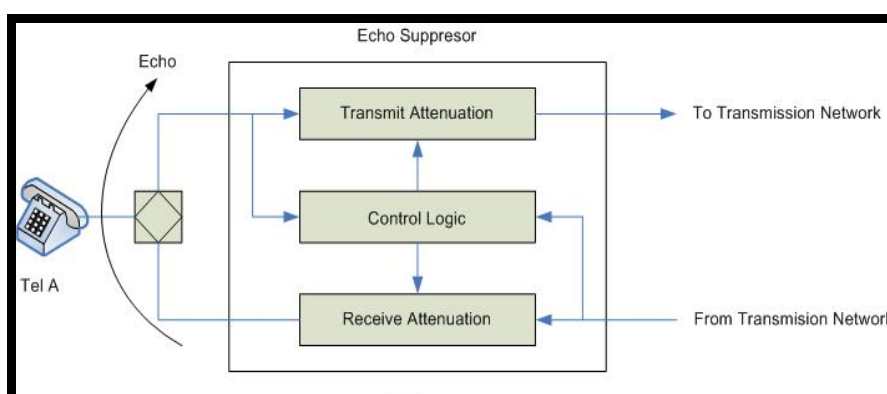 Echo Suppresor
Echo
Transmit Attenuation
To Transmission Network
Control Logic
Tel A
Receive Attenuation
From Transmision Network